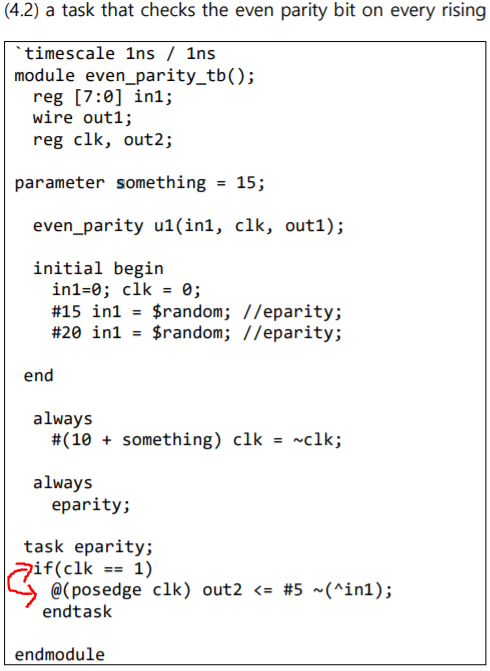 (4.2) a task that checks the even parity bit on every rising
`timescale 1ns / 1ns
module even_parity_tb();
reg [7:0] in1;
wire out1;
reg clk, out2;
parameter something = 15;
even_parity u1(in1, clk, out1);
initial begin
in1=0; clk = 0;
#15 in1 = $random; //eparity;
#20 in1 = $random; //eparity;
end
always
#(10 + something) clk = ~clk;
always
eparity;
task eparity;
if(clk == 1)
@(posedge clk) out2 <= #5 ~(^in1);
endtask
endmodule